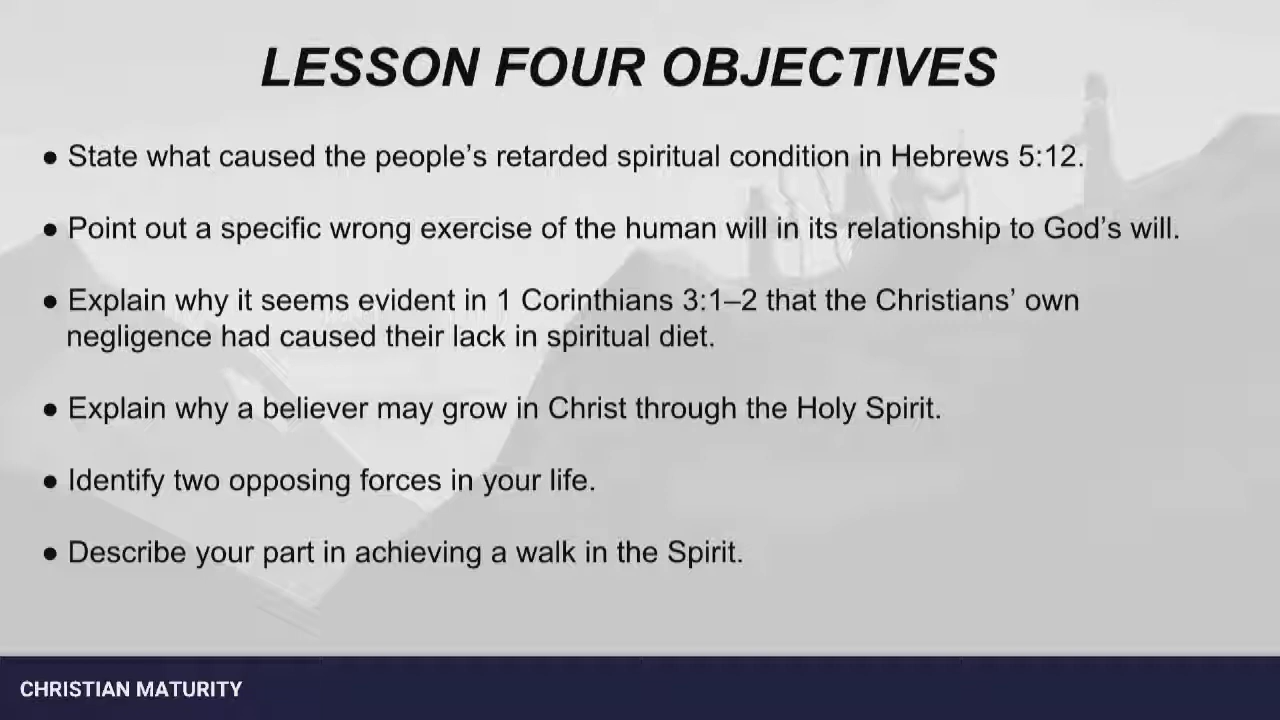 LESSON FOUR OBJECTIVES
● State what caused the people’s retarded spiritual condition in Hebrews 5:12.
● Point out a specific wrong exercise of the human will in its relationship to God’s will.
● Explain why it seems evident in 1 Corinthians 3:1–2 that the Christians’ own
negligence had caused their lack in spiritual diet.
● Explain why a believer may grow in Christ through the Holy Spirit.
● Identify two opposing forces in your life.
● Describe your part in achieving a walk in the Spirit.
CHRISTIAN MATURITY